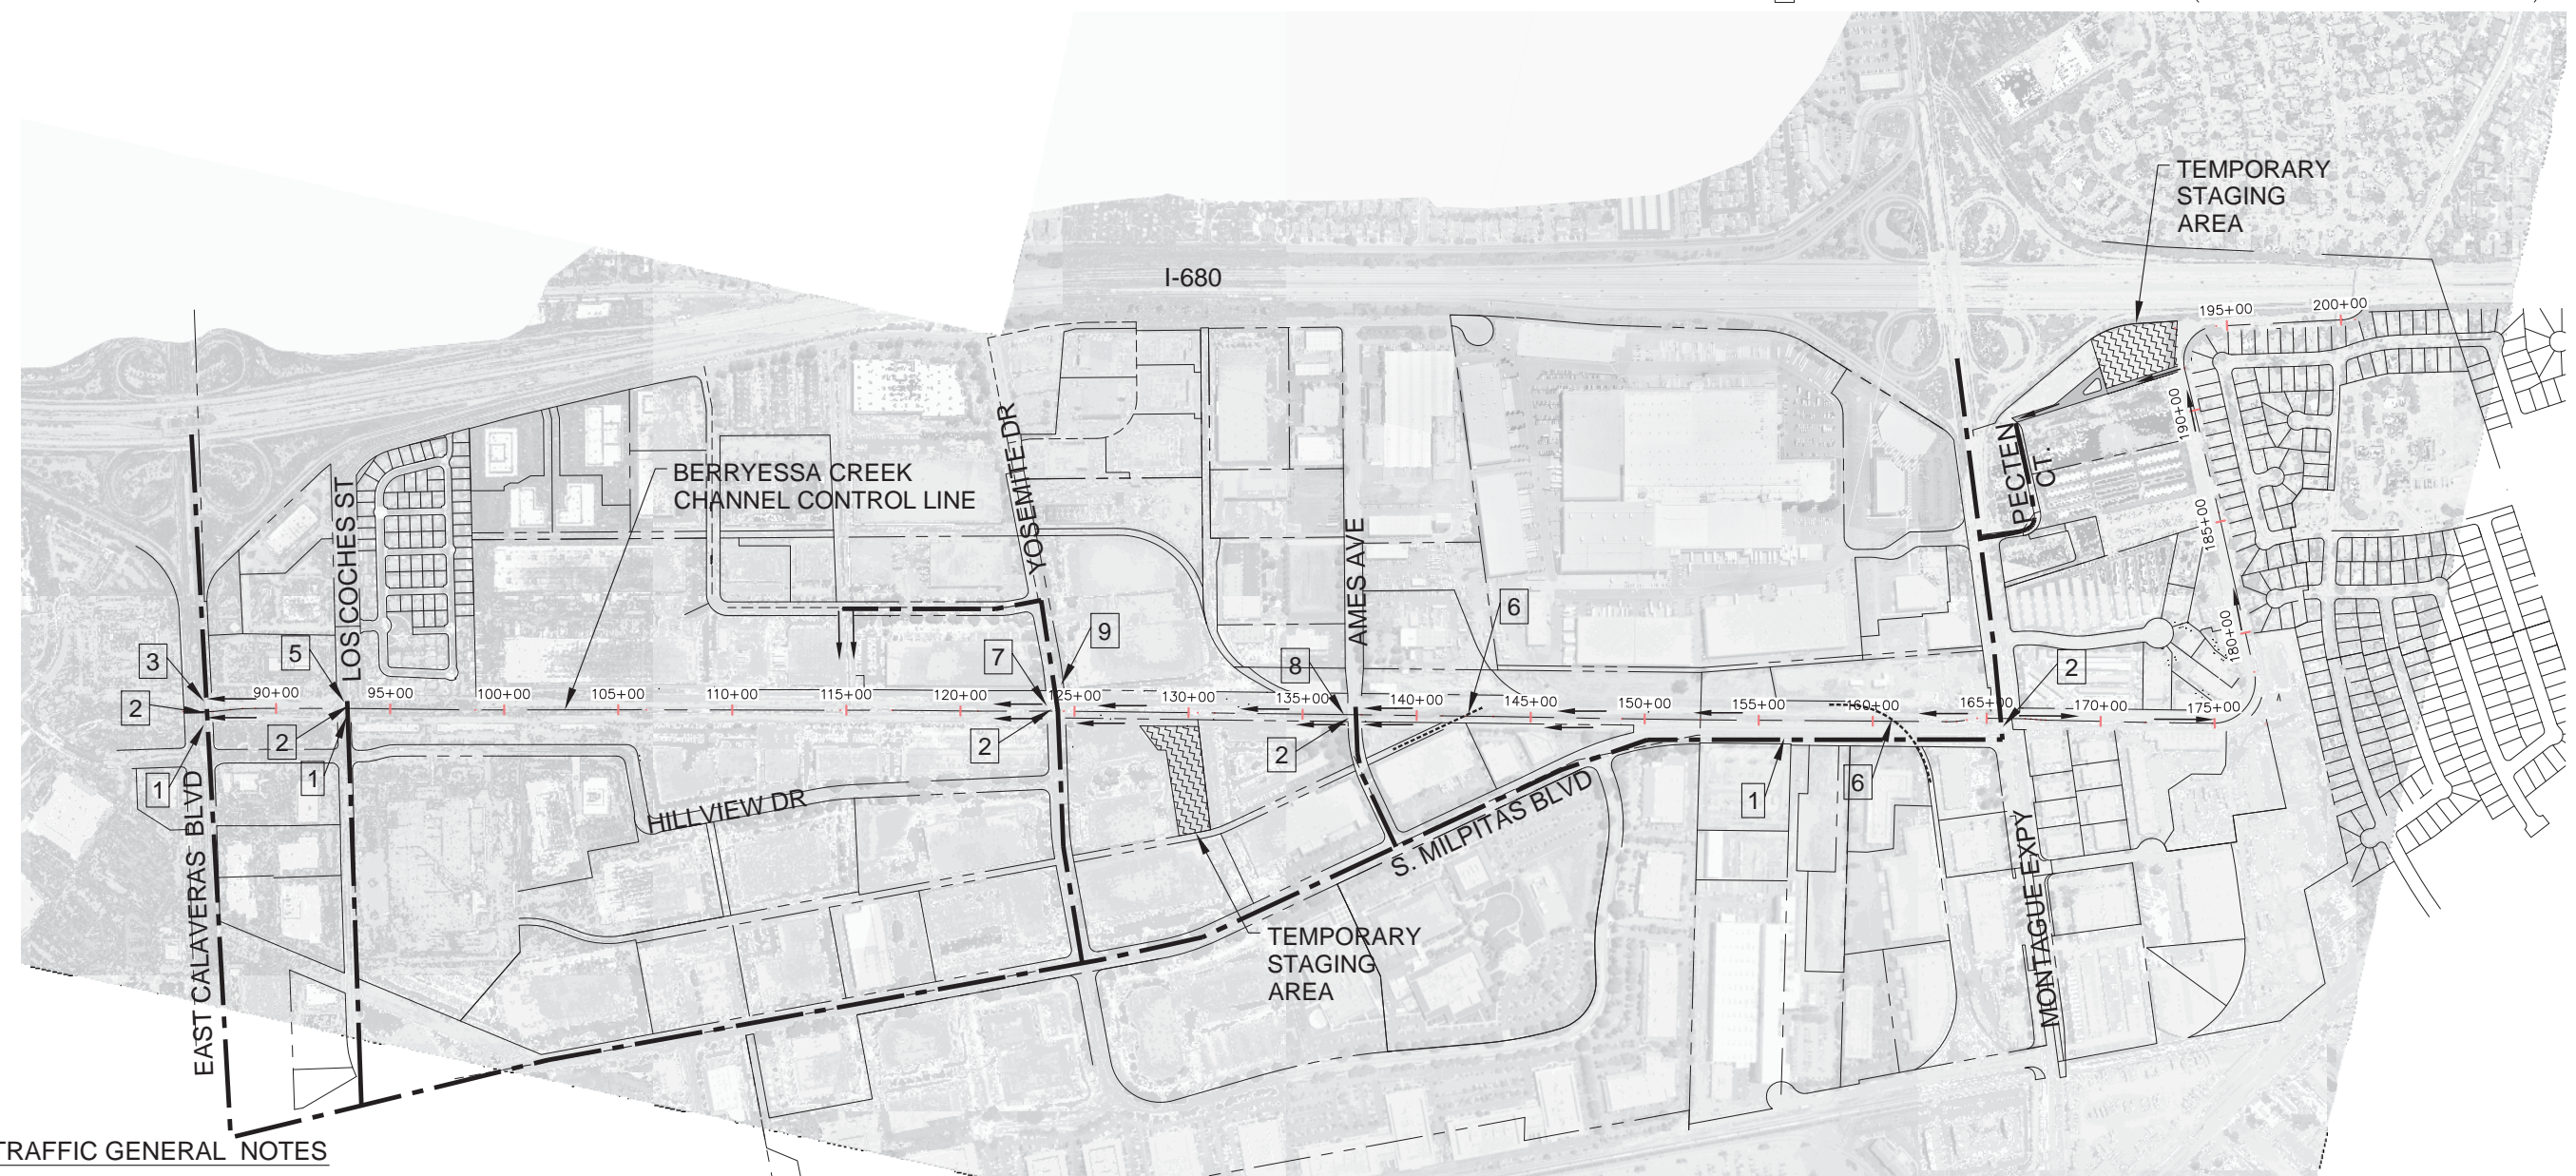 TEMPORARY
STAGING
AREA
I-680
195+00
200+00
190+00
PECTEN
CT.
YOSEMITE DR
BERRYESSA CREEK
CHANNEL CONTROL LINE
LOS COCHES ST
AMES AVE
185+00
180+00
3
5
7
9
8
6
2
2
90+00
95+00
100+00
105+00
110+00
115+00
120+00
125+00
130+00
135+00
140+00
145+00
150+00
155+00
160+00
165+00
170+00
175+00
2
2
2
1
1
1
6
HILLVIEW DR
S. MILPITAS BLVD
EAST CALAVERAS BLVD
MONTAGUE EXPY
TEMPORARY
STAGING
AREA
TRAFFIC GENERAL NOTES